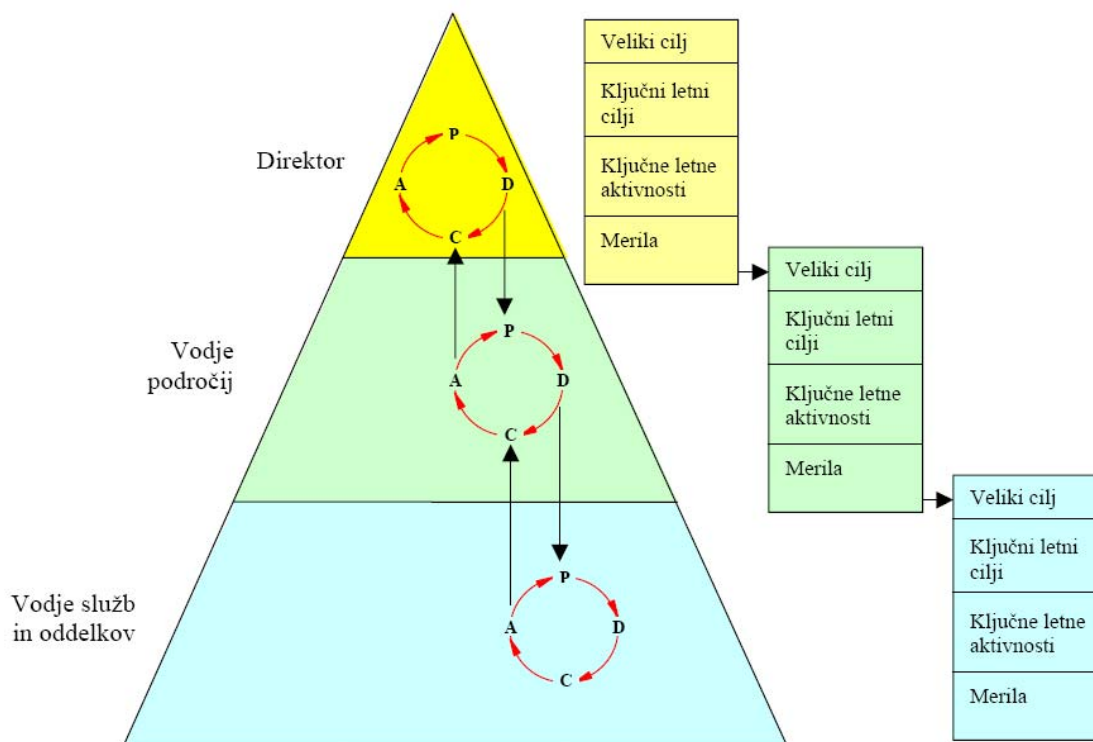 Direktor
P
A
D
C
Vodje
področij
P
A
D
C
Vodje služb
in oddelkov
P
A
D
C
Veliki cilj
Ključni letni
cilji
Ključne letne
aktivnosti
Merila
Veliki cilj
Ključni letni
cilji
Ključne letne
aktivnosti
Merila
Veliki cilj
Ključni letni
cilji
Ključne letne
aktivnosti
Merila